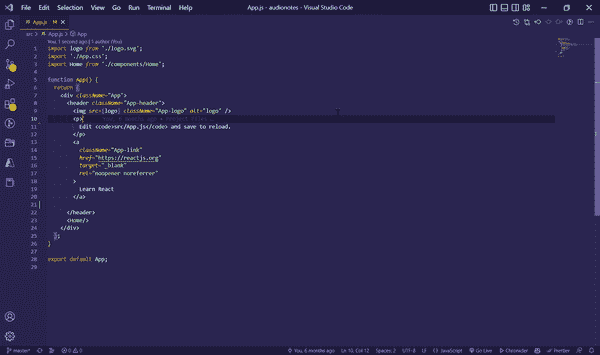 File Edit Selection View Go Run Terminal Help
App.js - audionotes - Visual Studio Code
App.js M
src > App.js > App
You, 1 second ago | 1 author (You)
1 import logo from './logo.svg';
2 import './App.css';
3 import Home from './components/Home';
4
5 function App() {
6 return (
7 <div className="App">
8 <header className="App-header">
9 <img src={logo} className="App-logo" alt="logo" />
10 <p> You, 6 months ago
11 Edit <code>src/App.js</code> and save to reload.
12 </p>
13 <a
14 className="App-link"
15 href="https://reactjs.org"
16 target="_blank"
17 rel="noopener noreferrer"
18 >
19 Learn React
20 </a>
21
22 </header>
23 <Home/>
24 </div>
25 );
26 }
27
28 export default App;
29
master* 0 0 You, 6 months ago Ln 10, Col 12 Spaces: 2 UTF-8 LF JavaScript Go Live Chronicler Prettier